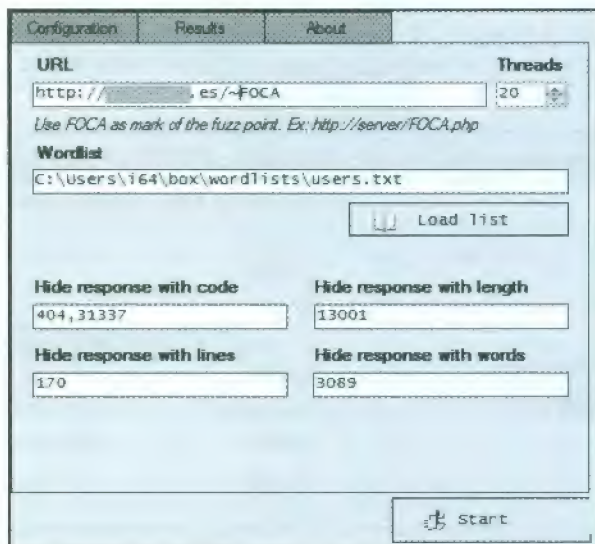 Configuration Results About
URL Threads
http:// .es/~FOCA 20
Use FOCA as mark of the fuzz point. Ex: http://server/FOCA.php
Wordlist
C:\Users\i64\box\wordlists\users.txt
Load list
Hide response with code Hide response with length
404,31337 13001
Hide response with lines Hide response with words
170 3089
Start